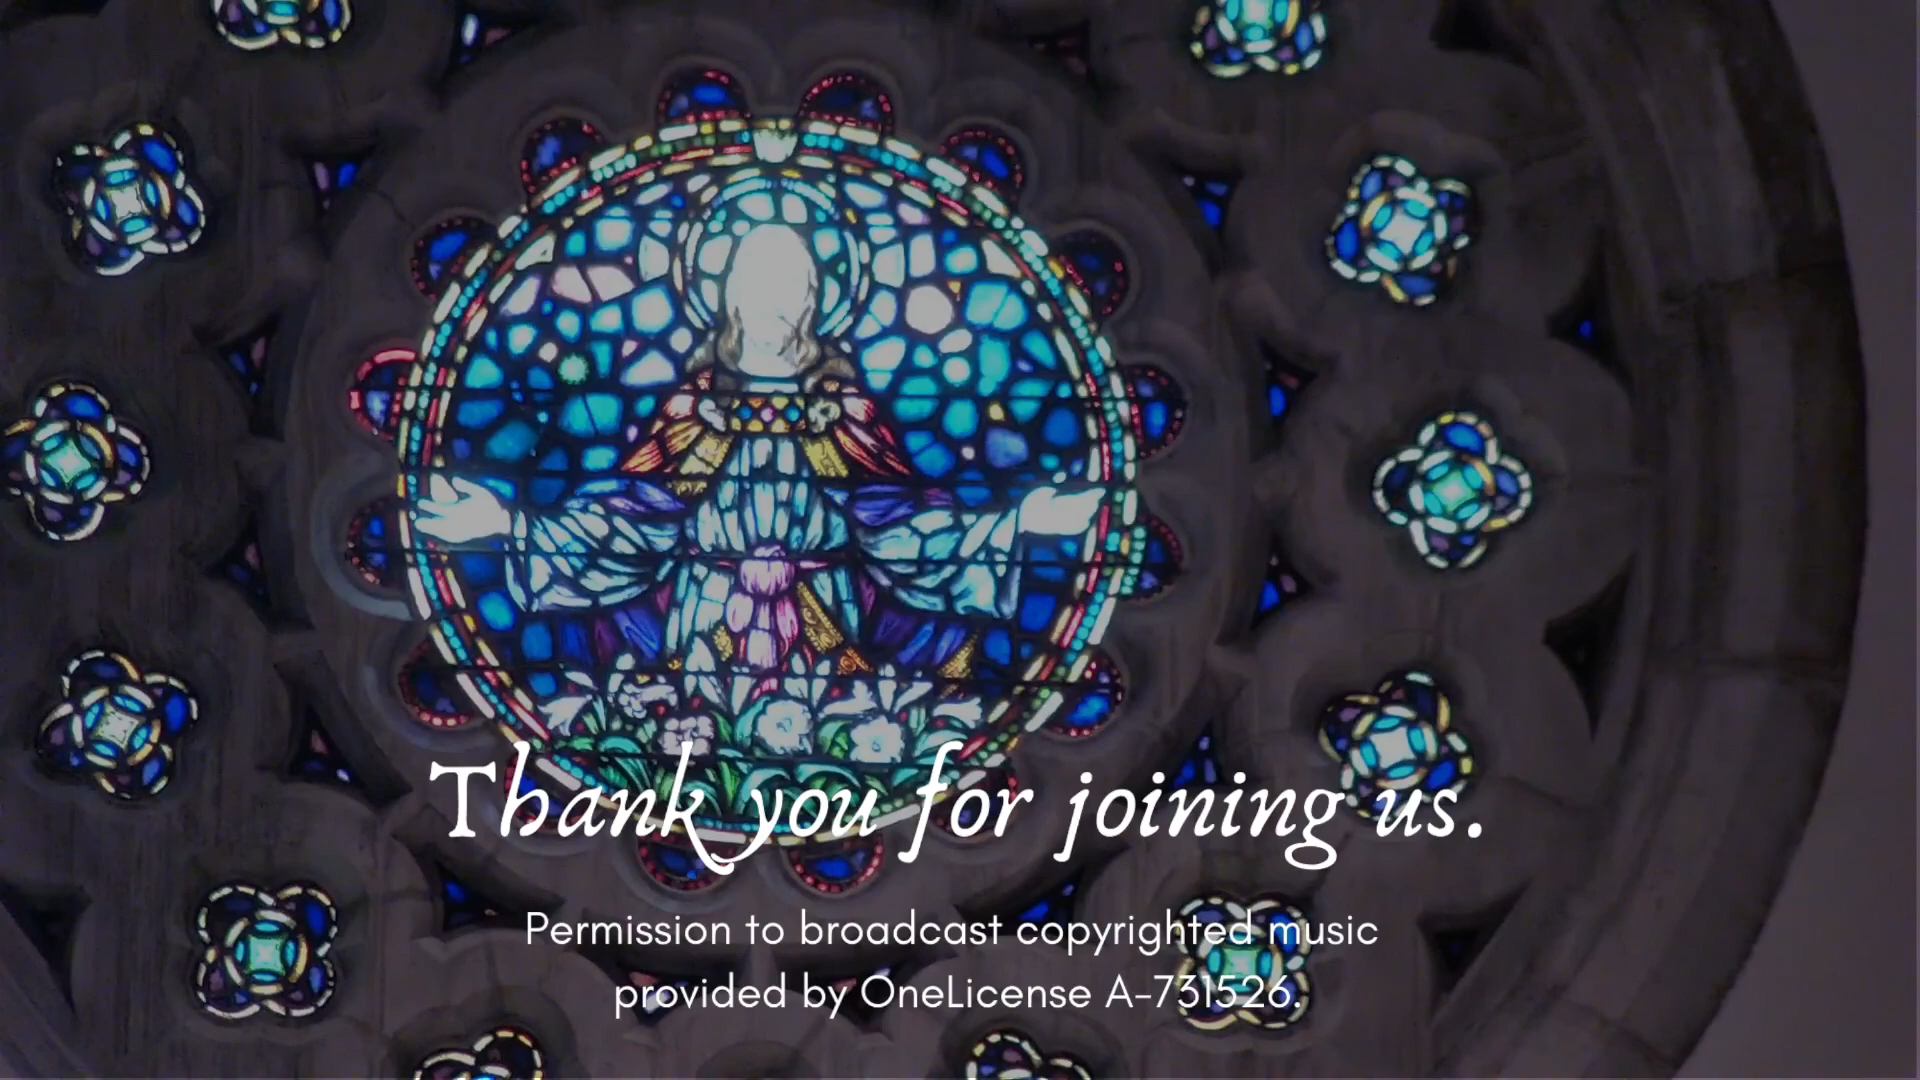 Thank you for joining us.
Permission to broadcast copyrighted music
provided by OneLicense A-731526.